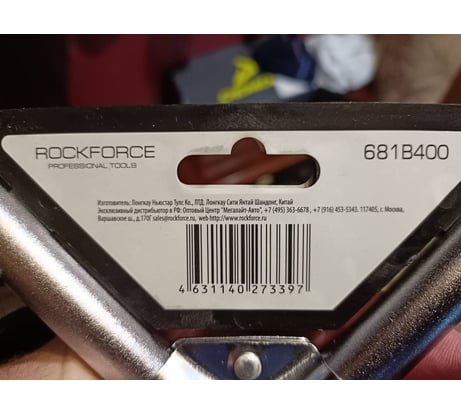 ROCKFORCE
PROFESSIONAL TOOLS
681B400
Изготовитель: Лонгкау Ньюстар Тулс Ко., ЛТД, Лонгкау Сити Янтай Шандонг, Китай
Эксклюзивный дистрибьютор в РФ: Оптовый Центр "Мегалайт-Авто", +7 (495) 363-6678 , +7 (916) 453-5343. 117405, г. Москва,
Варшавское ш., д.170Г sales@rockforce.ru, web http://www.rockforce.ru
4 631140 273397